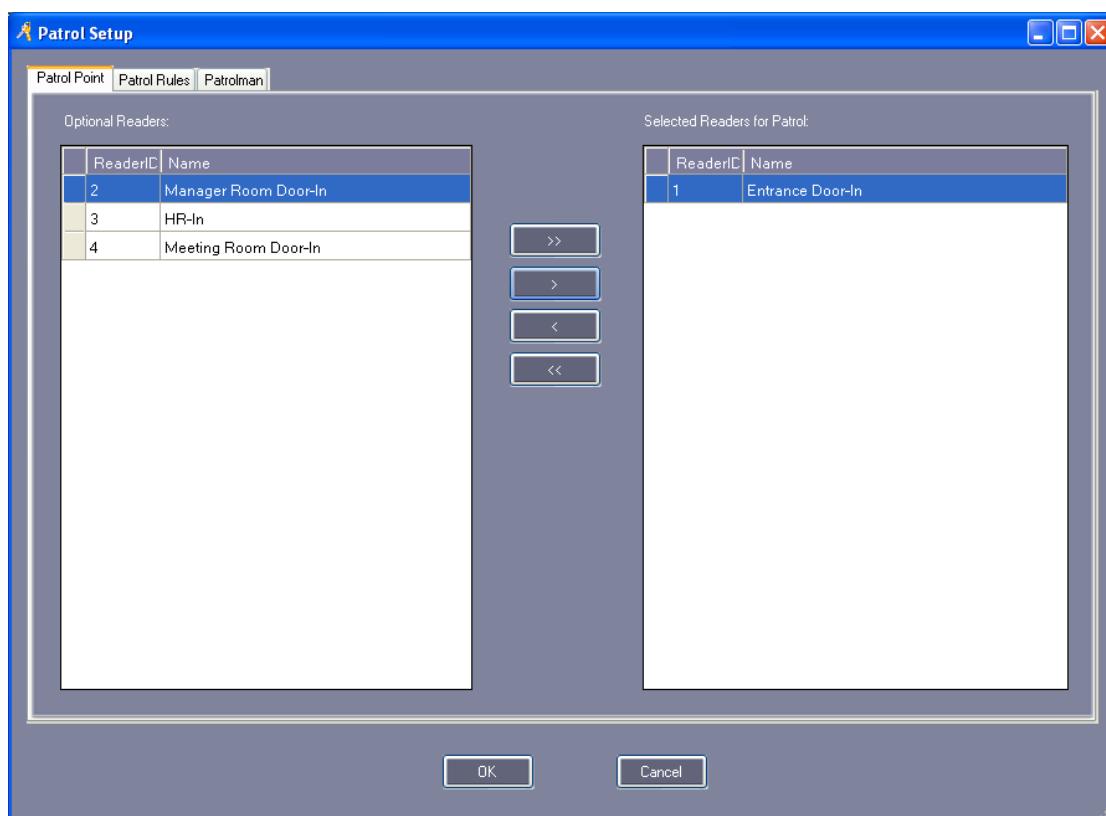 Patrol Setup
Patrol Point Patrol Rules Patrolman
Optional Readers:
ReaderID Name
2 Manager Room Door-In
3 HR-In
4 Meeting Room Door-In
>>
>
<
<<
Selected Readers for Patrol:
ReaderID Name
1 Entrance Door-In
OK Cancel